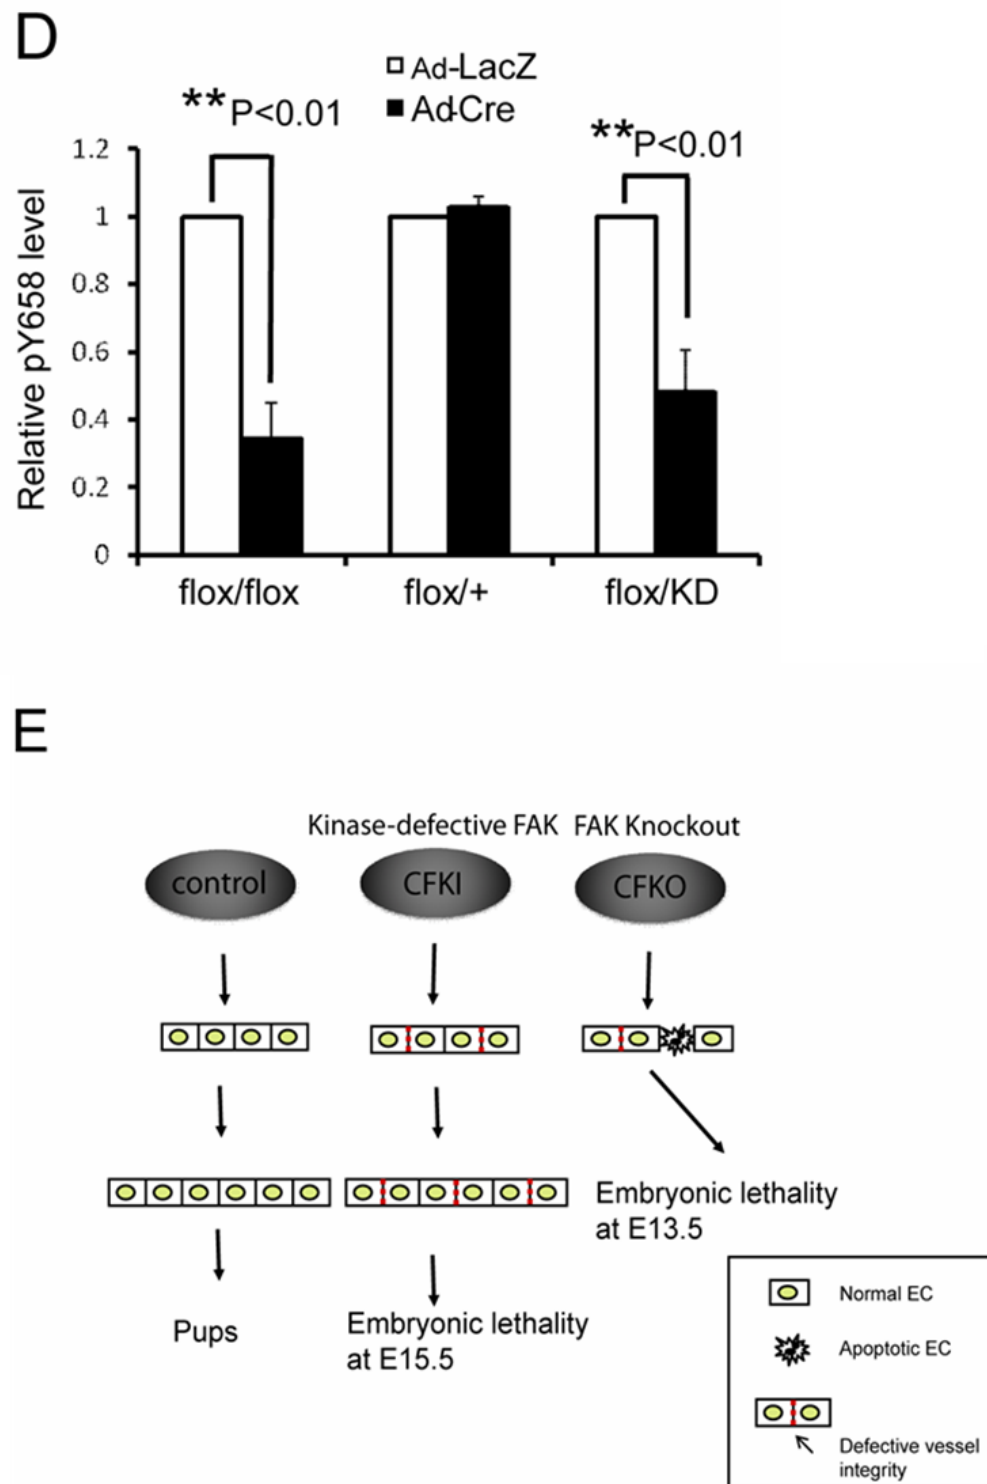 D
Ad-LacZ
Ad-Cre
**P<0.01
**P<0.01
Relative pY658 level
1.2
1
0.8
0.6
0.4
0.2
0
flox/flox
flox/+
flox/KD
E
Kinase-defective FAK
FAK Knockout
control
CFKI
CFKO
Embryonic lethality
at E13.5
Pups
Embryonic lethality
at E15.5
Normal EC
Apoptotic EC
Defective vessel
integrity